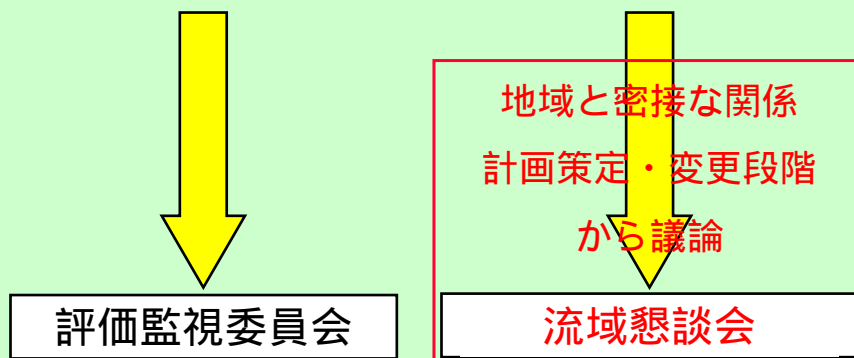 地域と密接な関係
計画策定・変更段階
から議論
評価監視委員会
流域懇談会